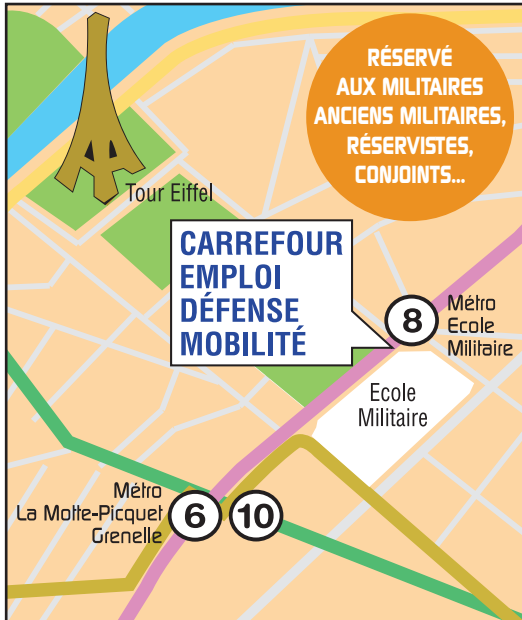 RÉSERVÉ
AUX MILITAIRES
ANCIENS MILITAIRES,
RÉSERVISTES,
CONJOINTS...
Tour Eiffel
CARREFOUR
EMPLOI
DÉFENSE
MOBILITÉ
8
Métro
Ecole
Militaire
Ecole
Militaire
Métro
La Motte-Picquet
Grenelle
6
10